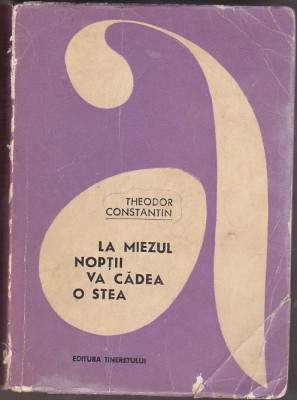 a
THEODOR
CONSTANTIN
LA MIEZUL
NOPȚII
VA CĂDEA
O STEA
EDITURA TINERETULUI